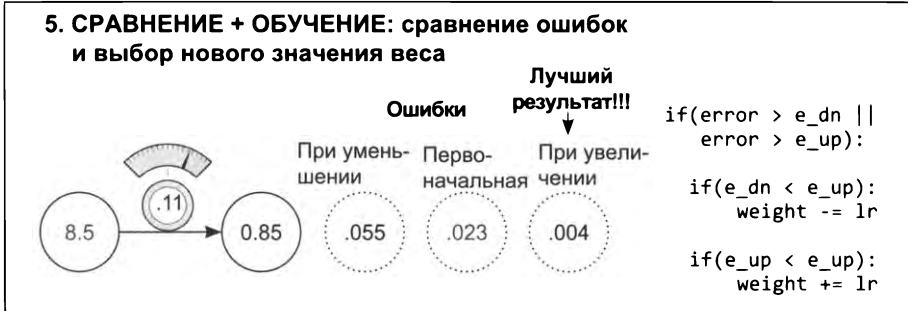 5. СРАВНЕНИЕ + ОБУЧЕНИЕ: сравнение ошибок
и выбор нового значения веса
Лучший
результат!!!
Ошибки
При умень-
шении
Перво-
начальная
При увели-
чении
8.5
.11
0.85
.055
.023
.004
if(error > e_dn ||
error > e_up):
if(e_dn < e_up):
weight -= lr
if(e_up < e_up):
weight += lr